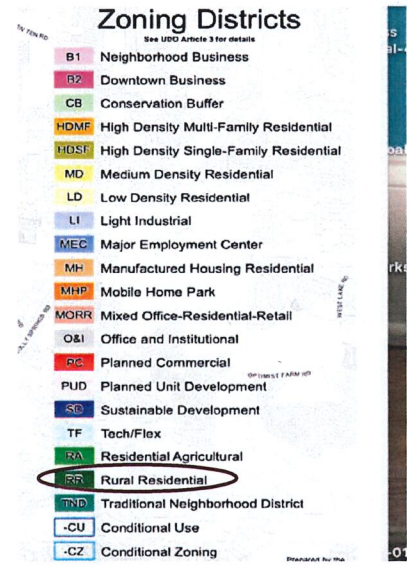 Zoning Districts
See UDO Article 3 for details
B1 Neighborhood Business
B2 Downtown Business
CB Conservation Buffer
HDMF High Density Multi-Family Residential
HDSF High Density Single-Family Residential
MD Medium Density Residential
LD Low Density Residential
LI Light Industrial
MEC Major Employment Center
MH Manufactured Housing Residential
MHP Mobile Home Park
MORR Mixed Office-Residential-Retail
WEST LAKE RD
O&I Office and Institutional
PC Planned Commercial
OPTIMIST FARM RD
PUD Planned Unit Development
SD Sustainable Development
TF Tech/Flex
RA Residential Agricultural
RR Rural Residential
TND Traditional Neighborhood District
-CU Conditional Use
-CZ Conditional Zoning
Prepared by the